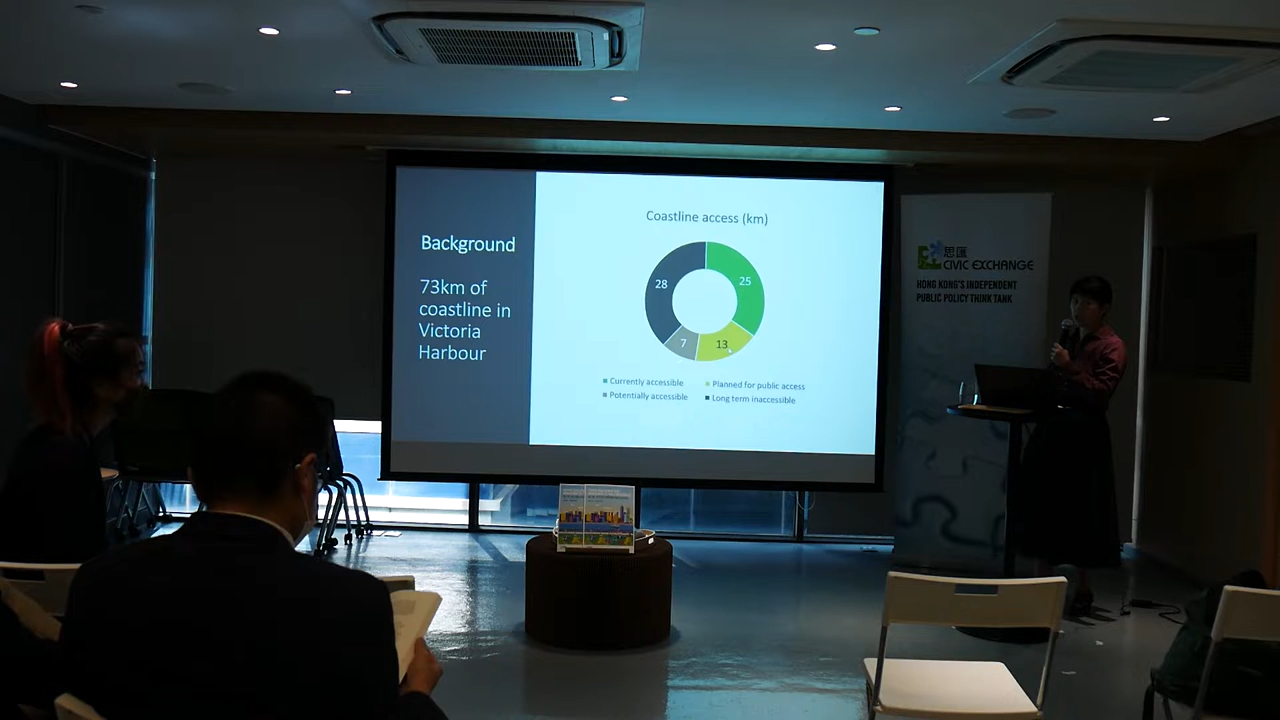 Background
73km of
coastline in
Victoria
Harbour
Coastline access (km)
28
25
7
13
Currently accessible
Planned for public access
Potentially accessible
Long term inaccessible
思匯
CIVIC EXCHANGE
HONG KONG'S INDEPENDENT
PUBLIC POLICY THINK TANK